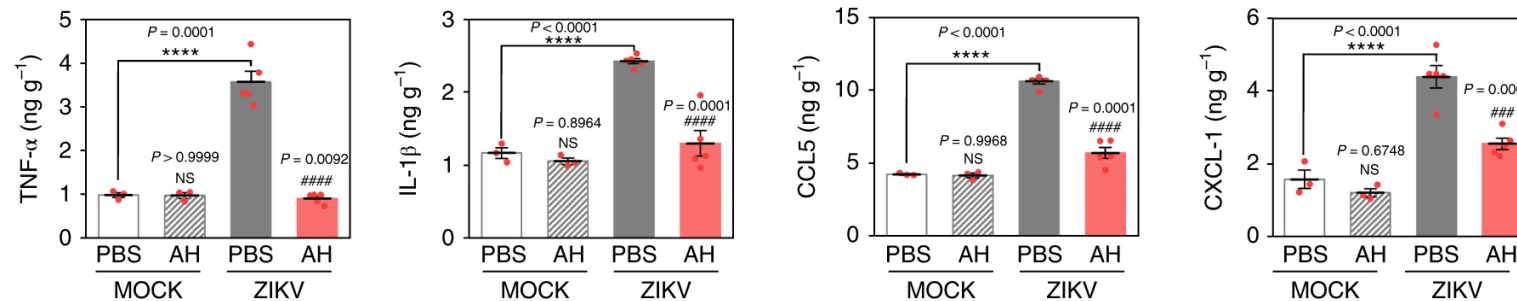 TNF-α (ng g⁻¹)
5
4
3
2
1
0
P = 0.0001
****
P > 0.9999
NS
P = 0.0092
####
PBS AH PBS AH
MOCK ZIKV
IL-1β (ng g⁻¹)
3
2
1
0
P < 0.0001
****
P = 0.8964
NS
P = 0.0001
####
PBS AH PBS AH
MOCK ZIKV
CCL5 (ng g⁻¹)
15
10
5
0
P < 0.0001
****
P = 0.9968
NS
P = 0.0001
####
PBS AH PBS AH
MOCK ZIKV
CXCL-1 (ng g⁻¹)
6
4
2
0
P < 0.0001
****
P = 0.6748
NS
P = 0.00
###
PBS AH PBS AH
MOCK ZIKV